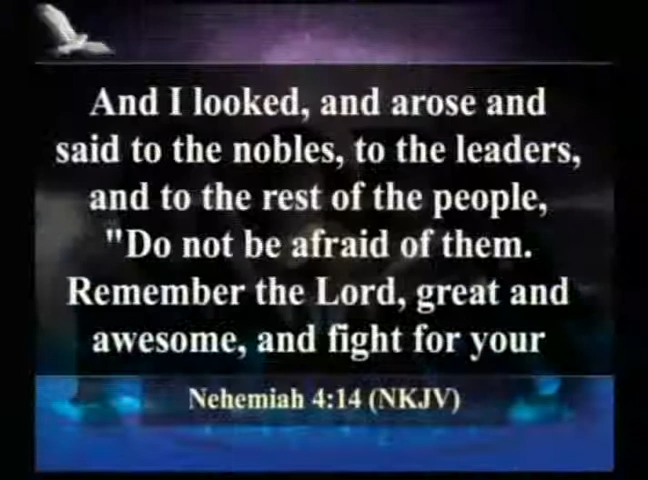 And I looked, and arose and
said to the nobles, to the leaders,
and to the rest of the people,
"Do not be afraid of them.
Remember the Lord, great and
awesome, and fight for your
Nehemiah 4:14 (NKJV)